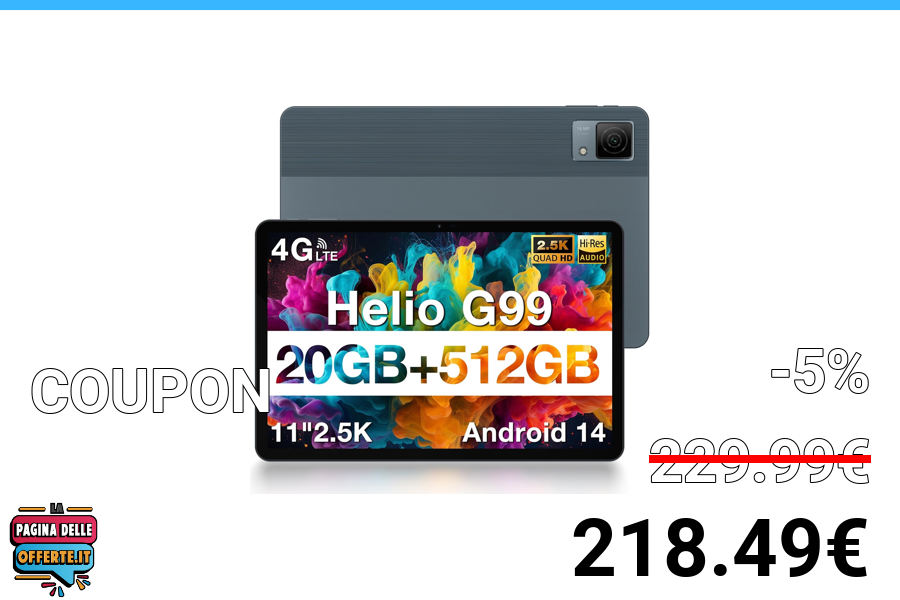 4G LTE
2.5K
QUAD HD
Hi-Res
AUDIO
Helio G99
20GB+512GB
11"2.5K
Android 14
COUPON
-5%
229.99€
218.49€
LA
PAGINA DELLE
OFFERTE.IT